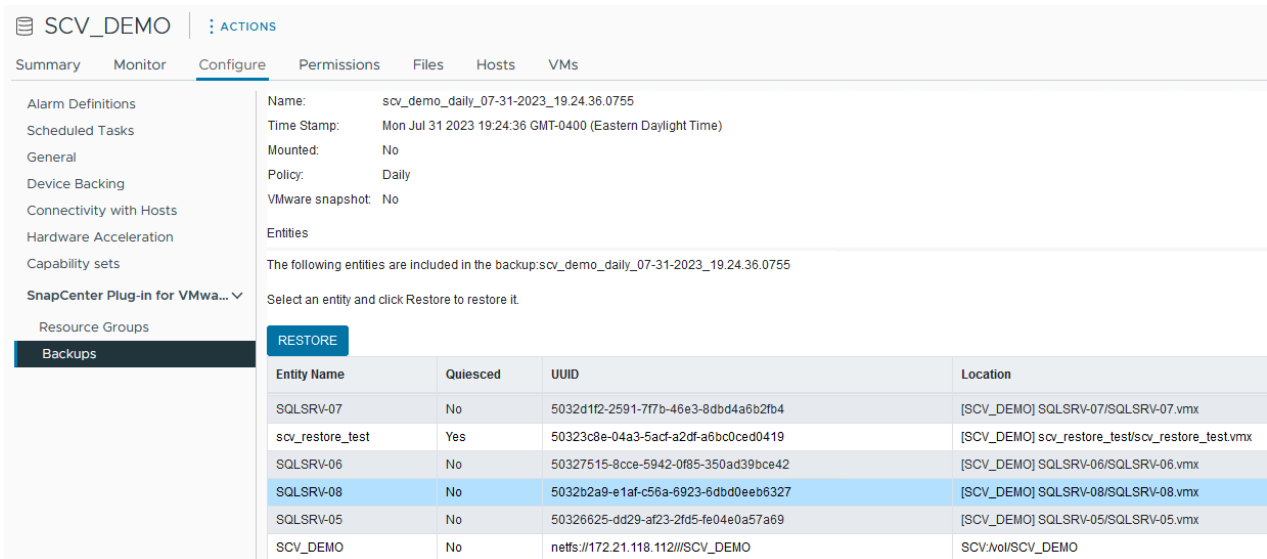 SCV_DEMO ACTIONS
Summary Monitor Configure Permissions Files Hosts VMs
Alarm Definitions
Scheduled Tasks
General
Device Backing
Connectivity with Hosts
Hardware Acceleration
Capability sets
SnapCenter Plug-in for VMwa...
Resource Groups
Backups
Name: scv_demo_daily_07-31-2023_19.24.36.0755
Time Stamp: Mon Jul 31 2023 19:24:36 GMT-0400 (Eastern Daylight Time)
Mounted: No
Policy: Daily
VMware snapshot: No
Entities
The following entities are included in the backup:scv_demo_daily_07-31-2023_19.24.36.0755
Select an entity and click Restore to restore it.
RESTORE
Entity Name Quiesced UUID Location
SQLSRV-07 No 5032d1f2-2591-7f7b-46e3-8dbd4a6b2fb4 [SCV_DEMO] SQLSRV-07/SQLSRV-07.vmx
scv_restore_test Yes 50323c8e-04a3-5acf-a2df-a6bc0ced0419 [SCV_DEMO] scv_restore_test/scv_restore_test.vmx
SQLSRV-06 No 50327515-8cce-5942-0f85-350ad39bce42 [SCV_DEMO] SQLSRV-06/SQLSRV-06.vmx
SQLSRV-08 No 5032b2a9-e1af-c56a-6923-6dbd0eeb6327 [SCV_DEMO] SQLSRV-08/SQLSRV-08.vmx
SQLSRV-05 No 50326625-dd29-af23-2fd5-fe04e0a57a69 [SCV_DEMO] SQLSRV-05/SQLSRV-05.vmx
SCV_DEMO No netfs://172.21.118.112///SCV_DEMO SCV:/vol/SCV_DEMO